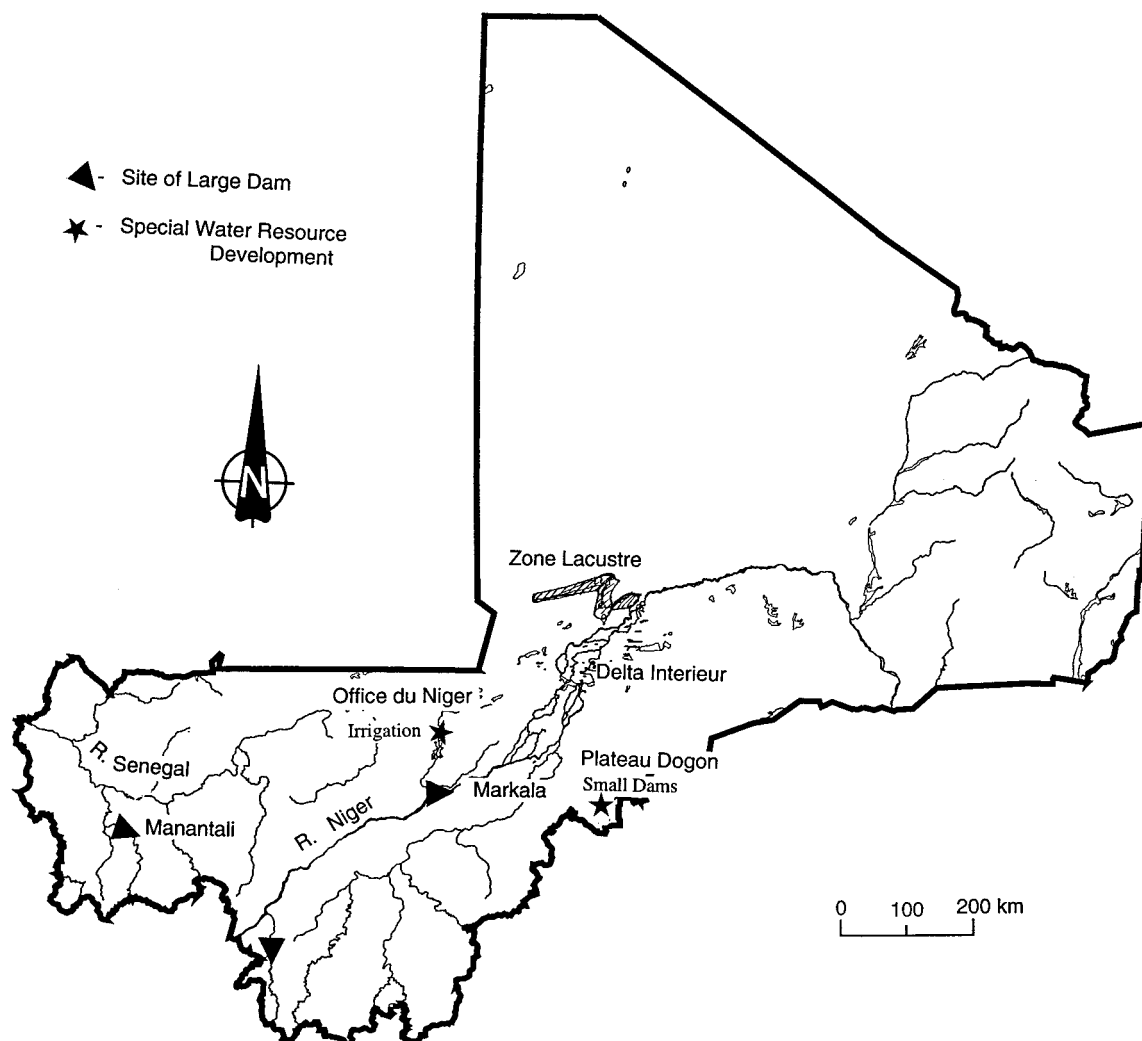 - Site of Large Dam
- Special Water Resource
Development
N
Zone Lacustre
Delta Interieur
Office du Niger
Irrigation
R. Senegal
Plateau Dogon
Small Dams
Markala
R. Niger
Manantali
0 100 200 km